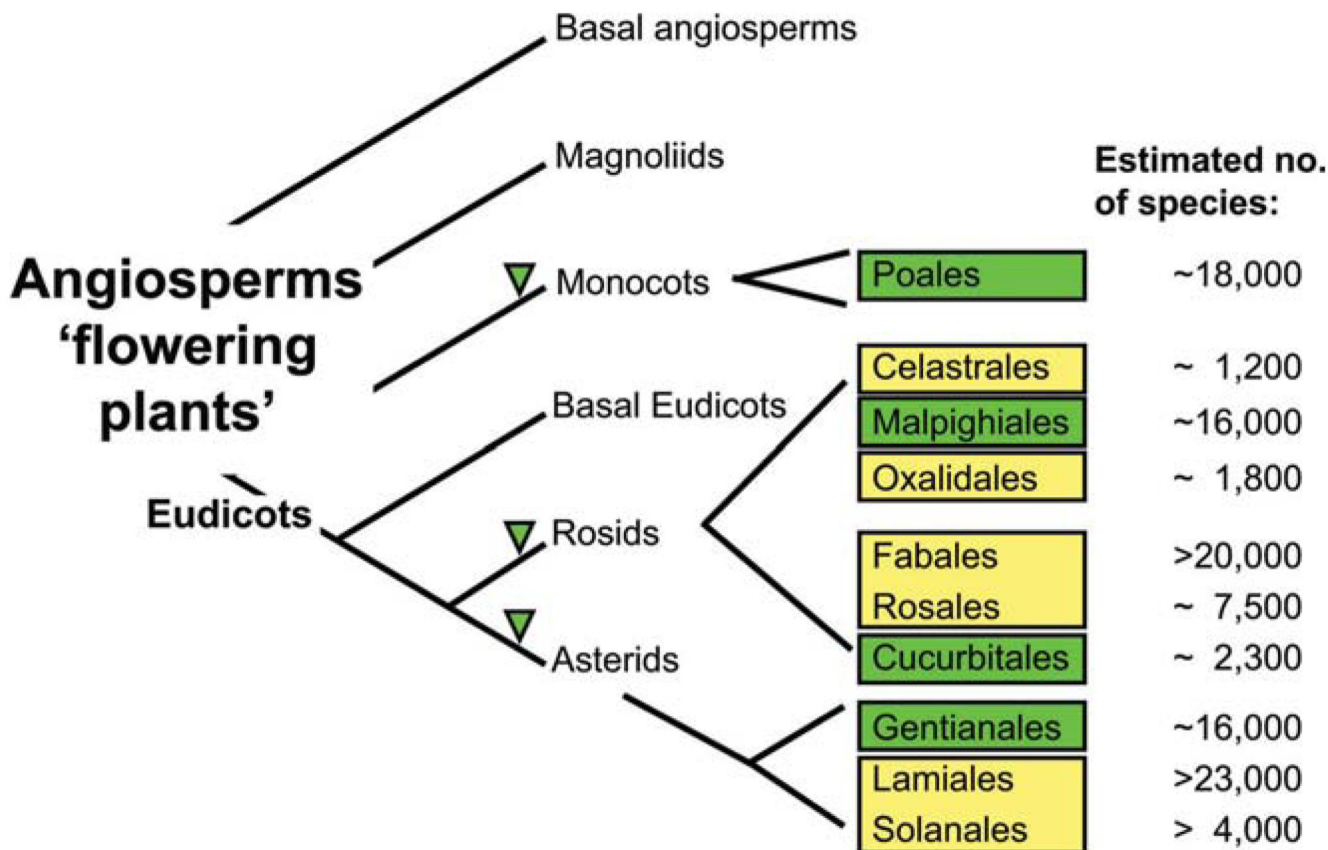 Basal angiosperms
Magnoliids
Estimated no.
of species:
Angiosperms
‘flowering
plants’
Monocots
Poales ~18,000
Celastrales ~ 1,200
Basal Eudicots
Malpighiales ~16,000
Oxalidales ~ 1,800
Eudicots
Rosids
Fabales >20,000
Rosales ~ 7,500
Asterids
Cucurbitales ~ 2,300
Gentianales ~16,000
Lamiales >23,000
Solanales > 4,000